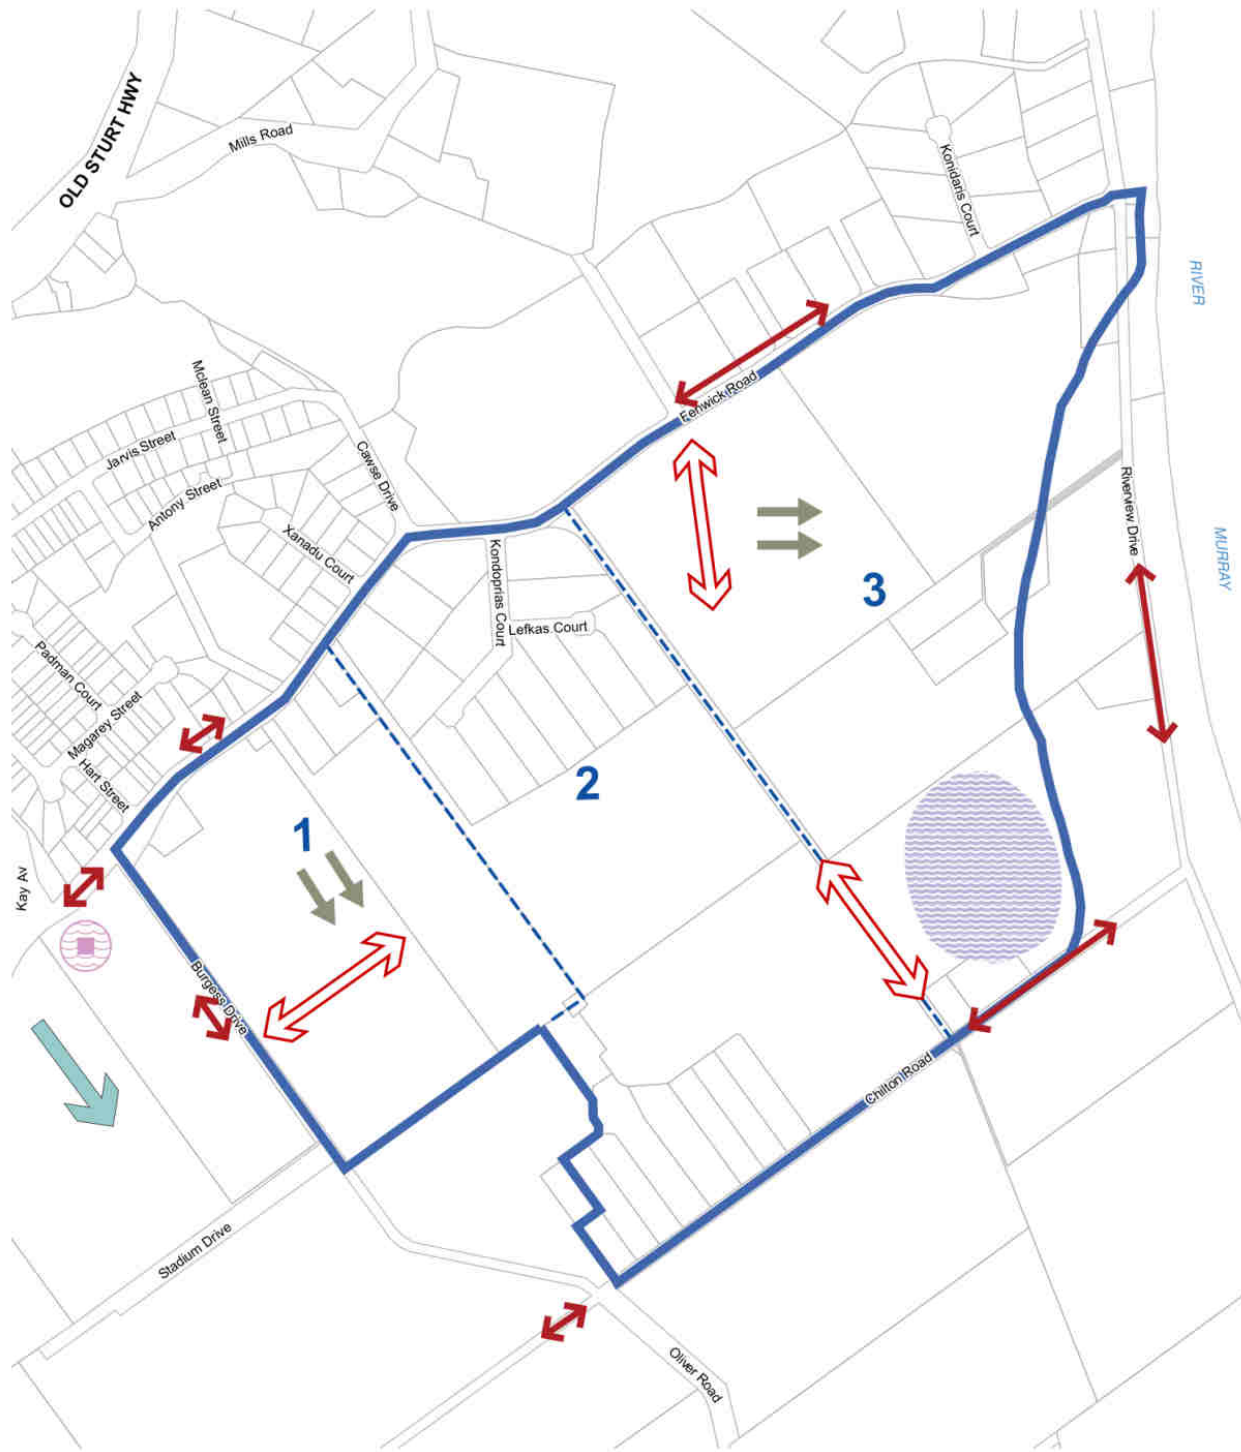 OLD STURT HWY
Mills Road
Konidaris Court
RIVER
Mclean Street
Jarvis Street
Fenwick Road
Cawse Drive
Antony Street
Riverview Drive
Xanadu Court
MURRAY
Kondoprias Court
3
Lefkas Court
Padman Court
Magarey Street
Hart Street
2
1
Kay Av
Burgess Drive
Chilton Road
Stadium Drive
Oliver Road